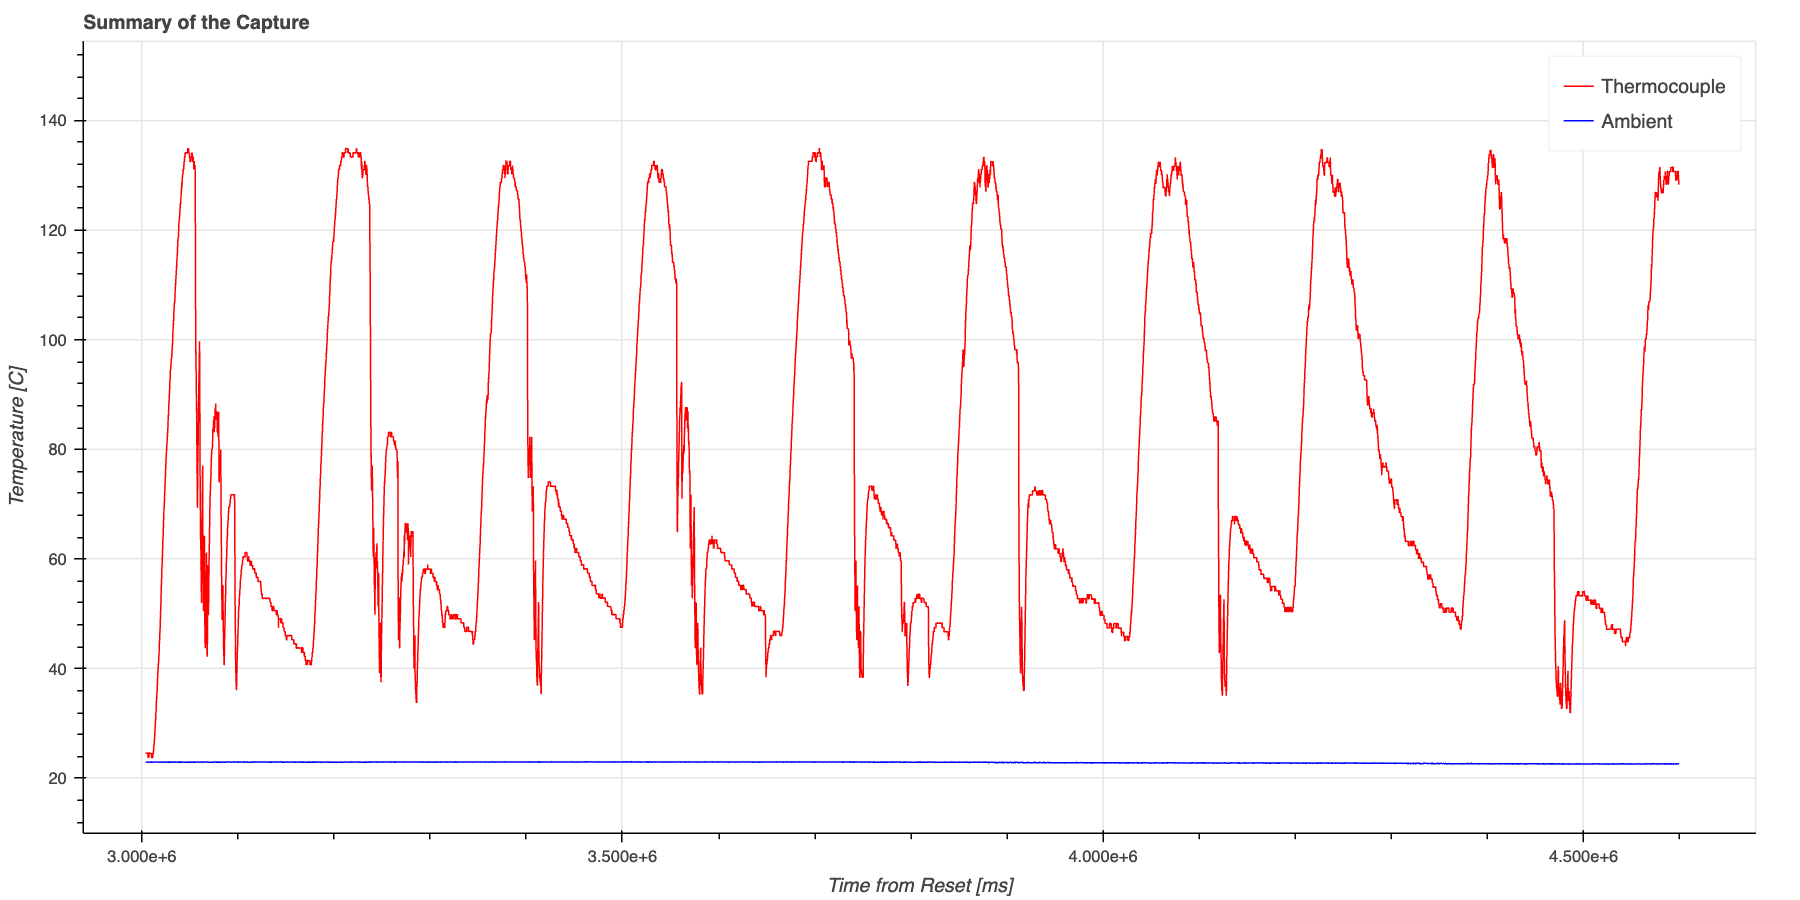 Summary of the Capture
Thermocouple
Ambient
140
120
100
80
60
40
20
Temperature [C]
3.000e+6
3.500e+6
4.000e+6
4.500e+6
Time from Reset [ms]